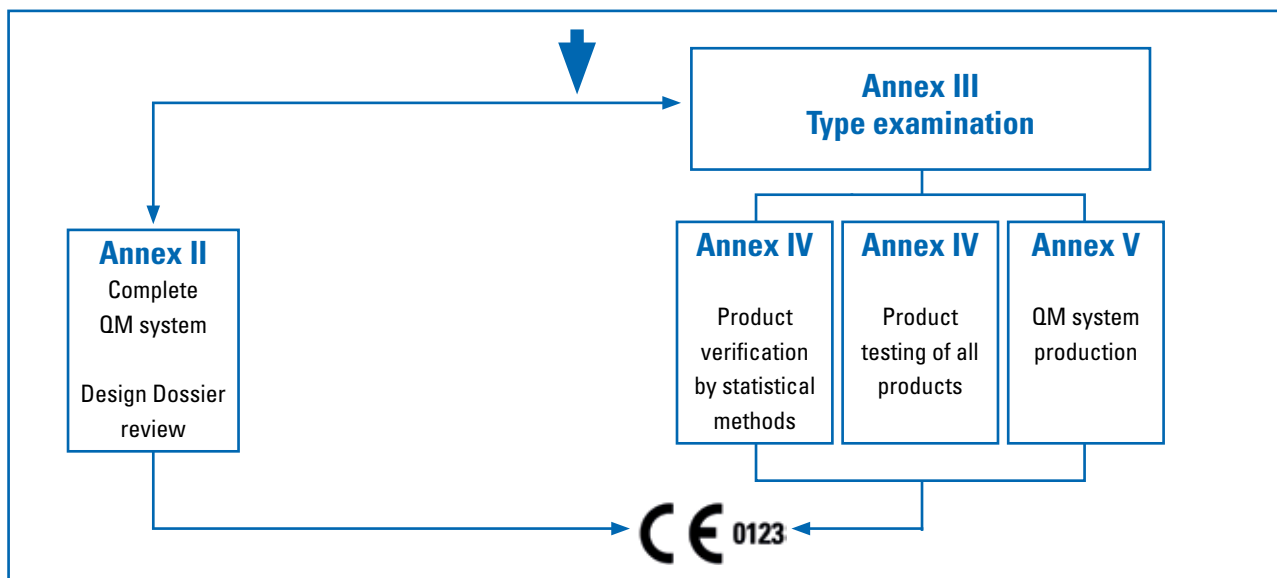 Annex III
Type examination
Annex II
Complete
QM system
Design Dossier
review
Annex IV
Product
verification
by statistical
methods
Annex IV
Product
testing of all
products
Annex V
QM system
production
CE 0123